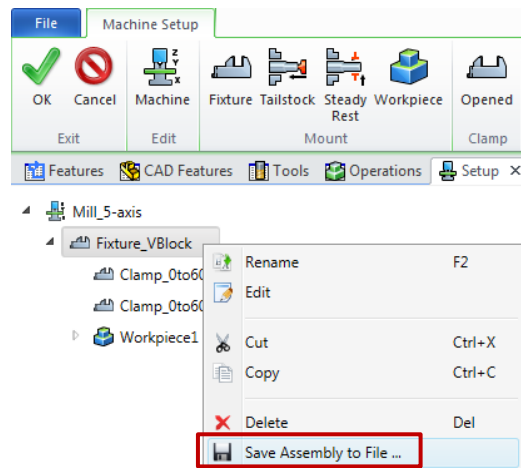 File Machine Setup
OK Cancel Machine Fixture Tailstock Steady Rest Workpiece Opened
Exit Edit Mount Clamp
Features CAD Features Tools Operations Setup
Mill_5-axis
Fixture_VBlock
Clamp_0to60
Clamp_0to60
Workpiece1
Rename F2
Edit
Cut Ctrl+X
Copy Ctrl+C
Delete Del
Save Assembly to File ...